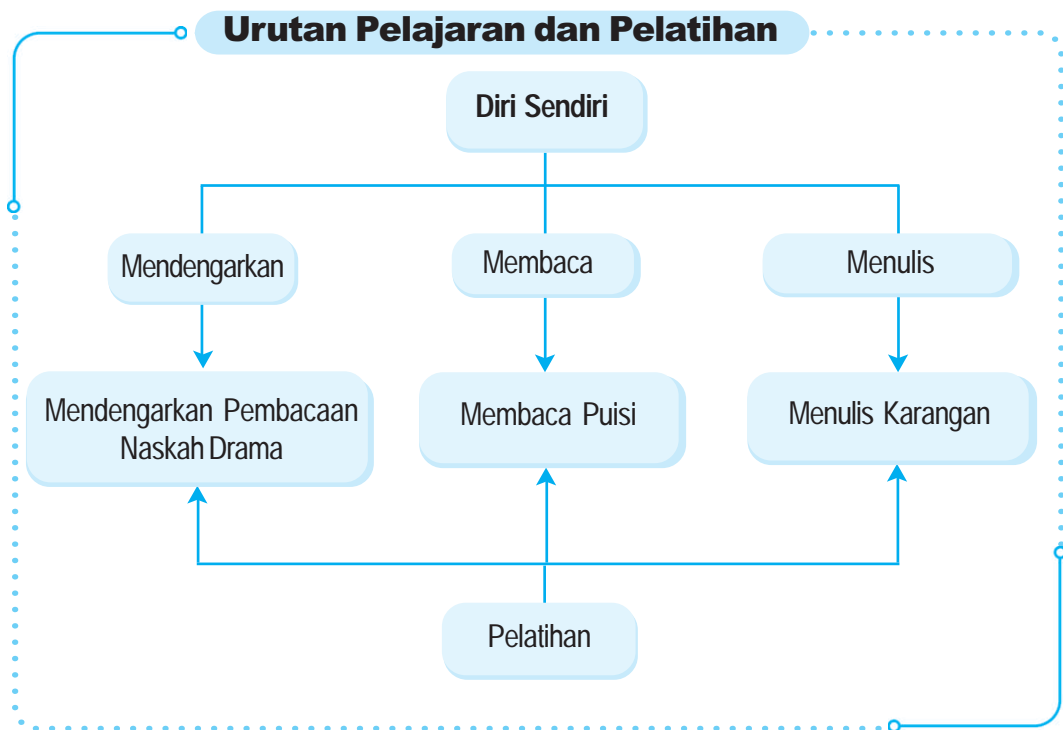 Urutan Pelajaran dan Pelatihan
Diri Sendiri
Mendengarkan
Membaca
Menulis
Mendengarkan Pembacaan
Naskah Drama
Membaca Puisi
Menulis Karangan
Pelatihan